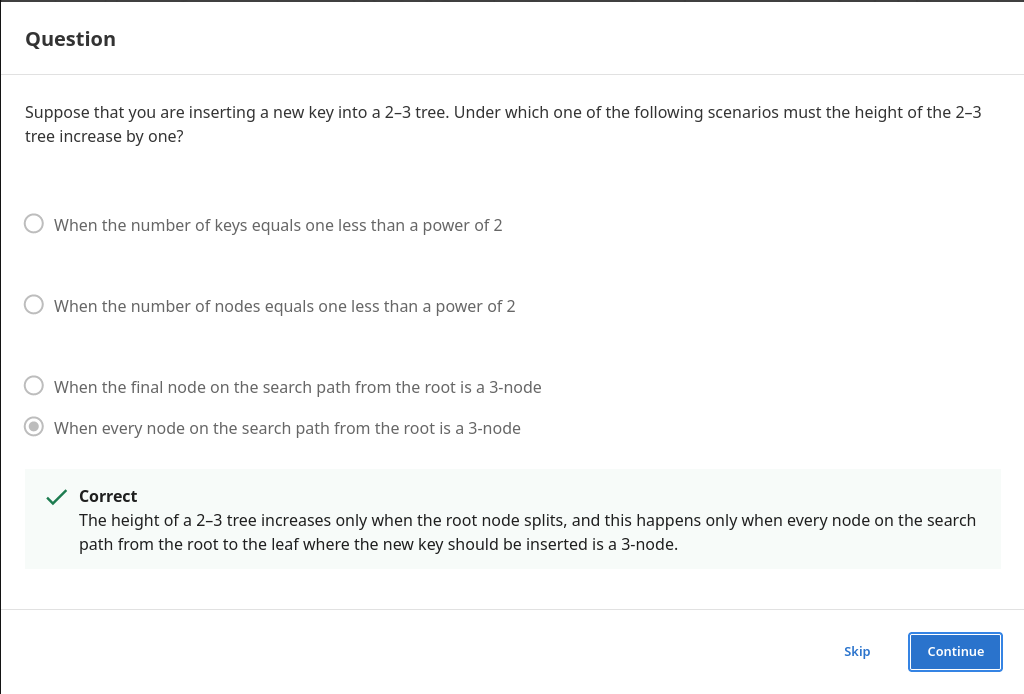 Question
Suppose that you are inserting a new key into a 2–3 tree. Under which one of the following scenarios must the height of the 2–3
tree increase by one?
When the number of keys equals one less than a power of 2
When the number of nodes equals one less than a power of 2
When the final node on the search path from the root is a 3-node
When every node on the search path from the root is a 3-node
Correct
The height of a 2–3 tree increases only when the root node splits, and this happens only when every node on the search
path from the root to the leaf where the new key should be inserted is a 3-node.
Skip
Continue